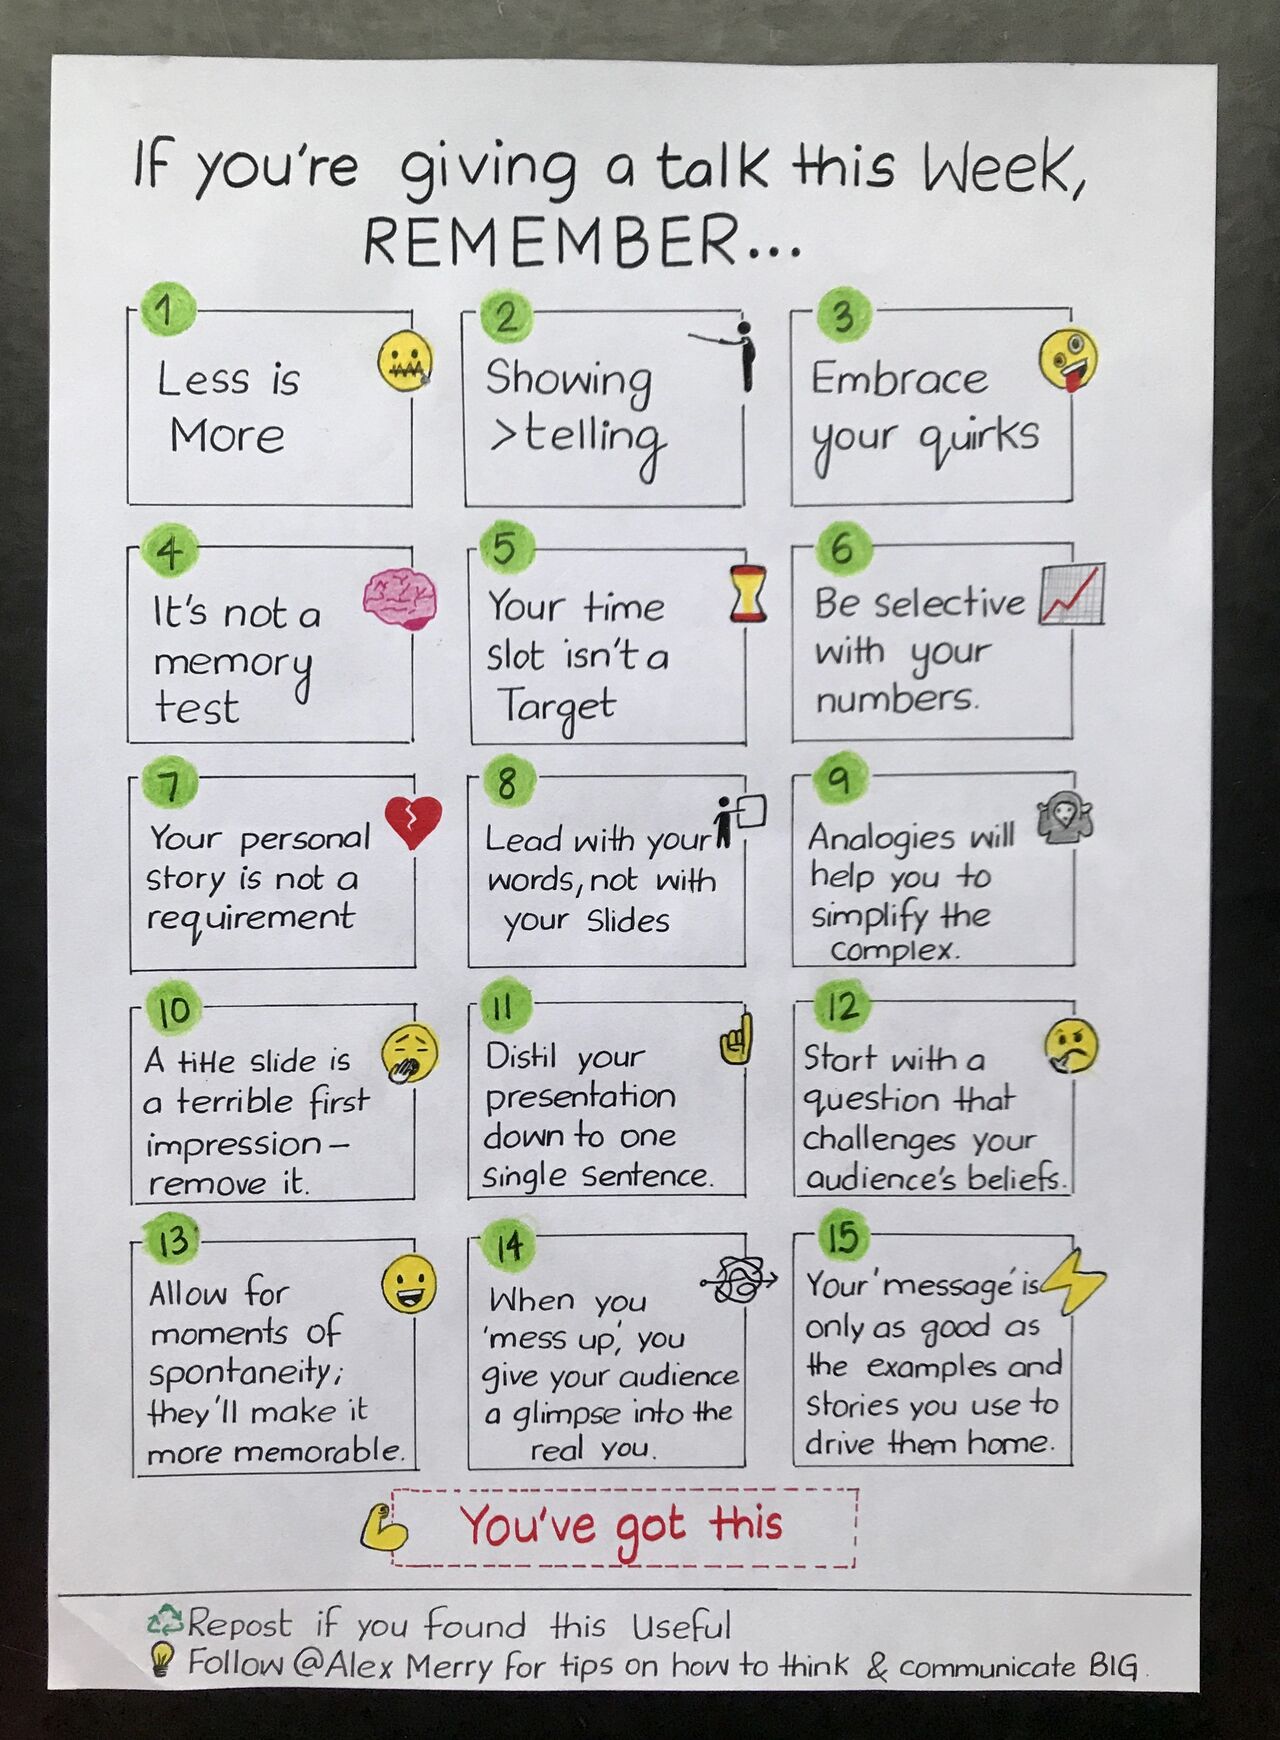 If you're giving a talk this Week,
REMEMBER...
1
Less is
More
2
Showing
>telling
3
Embrace
your quirks
4
It's not a
memory
test
5
Your time
slot isn't a
Target
6
Be selective
with your
numbers.
7
Your personal
story is not a
requirement
8
Lead with your
words, not with
your Slides
9
Analogies will
help you to
simplify the
complex.
10
A title slide is
a terrible first
impression –
remove it.
11
Distil your
presentation
down to one
Single Sentence.
12
Start with a
question that
challenges your
audience's beliefs.
13
Allow for
moments of
spontaneity;
they'll make it
more memorable.
14
When you
'mess up', you
give your audience
a glimpse into the
real you.
15
Your 'message' is
only as good as
the examples and
stories you use to
drive them home.
You've got this
Repost if you found this Useful
Follow @Alex Merry for tips on how to think & communicate BIG.